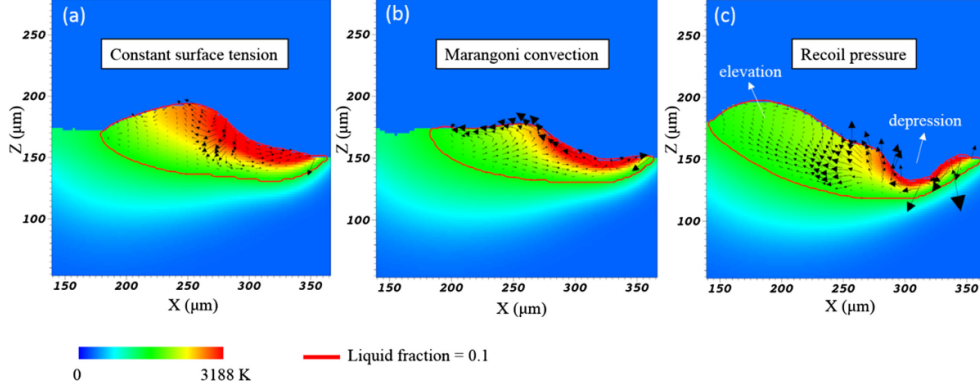 (a)
Constant surface tension
Z (μm)
250
200
150
100
150
200
250
300
350
X (μm)
(b)
Marangoni convection
Z (μm)
250
200
150
100
150
200
250
300
350
X (μm)
(c)
Recoil pressure
elevation
depression
Z (μm)
250
200
150
100
150
200
250
300
350
X (μm)
0
3188 K
Liquid fraction = 0.1